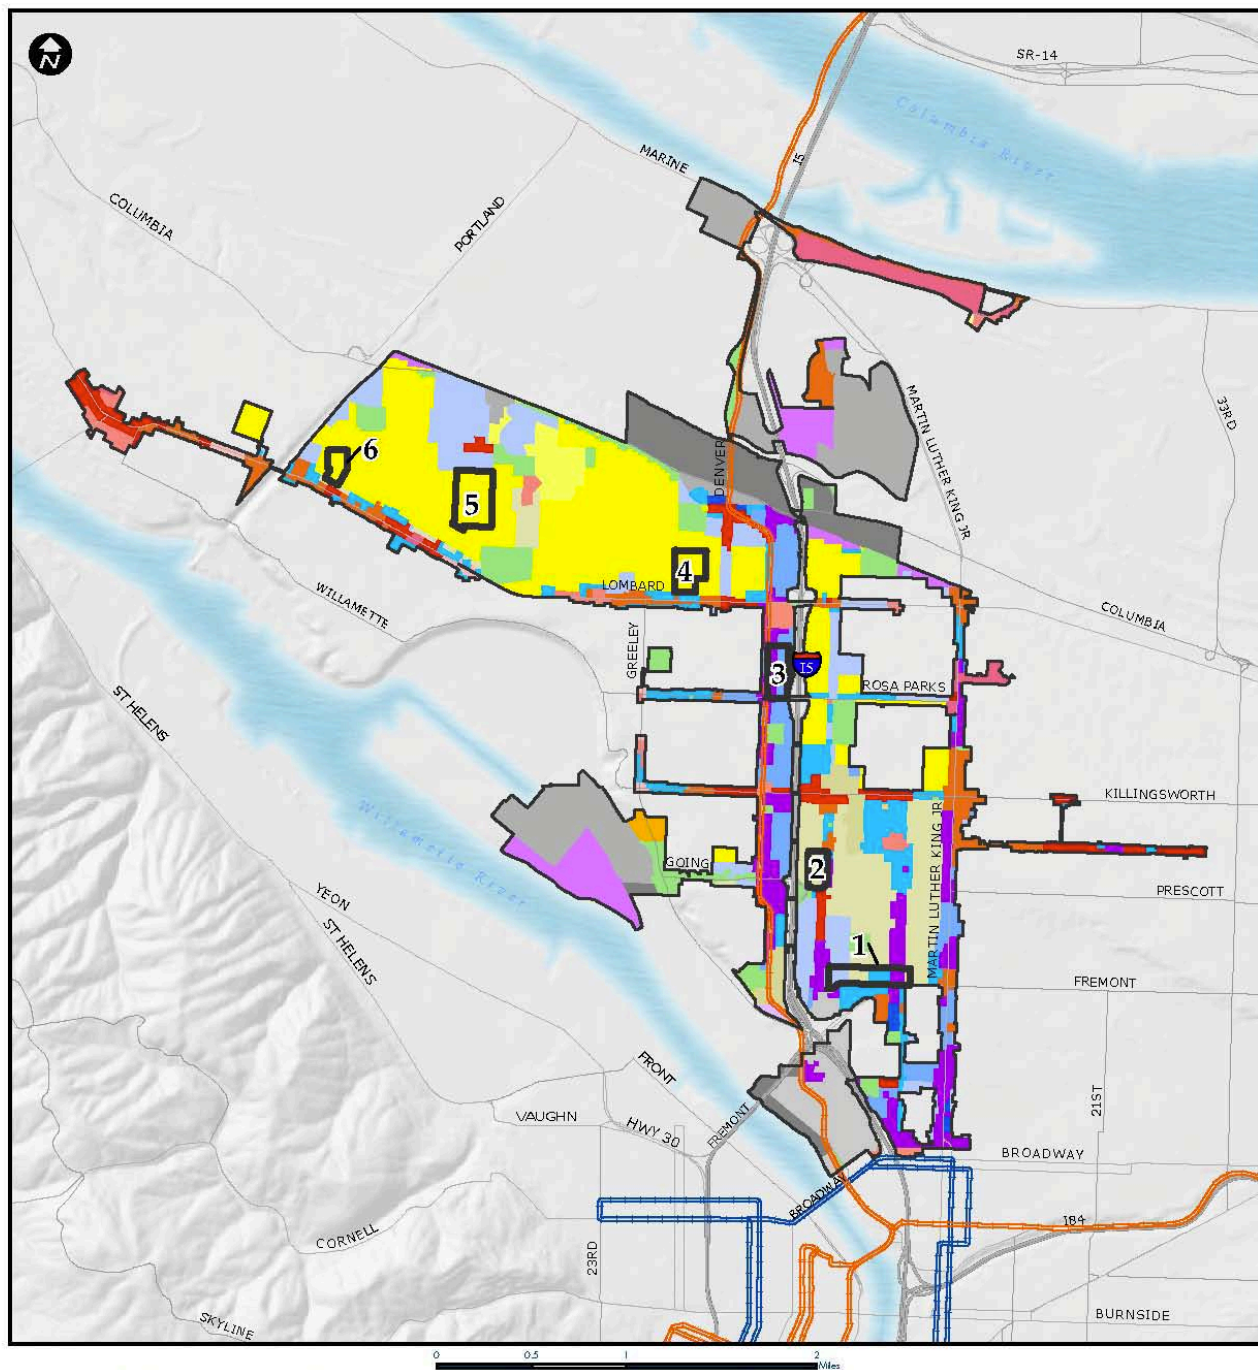 N
SR-14
Columbia River
I5
MARINE
COLUMBIA
PORTLAND
33RD
MARTIN LUTHER KING JR
DENVER
6
5
4
LOMBARD
COLUMBIA
WILLAMETTE
GREELEY
3
I5
ROSA PARKS
ST HELENS
KILLINGSWORTH
MARTIN LUTHER KING JR
GOING
2
PRESCOTT
Willamette River
YEON
ST HELENS
1
FREMONT
FRONT
VAUGHN
HWY 30
FREMONT
21ST
BROADWAY
BROADWAY
I84
CORNELL
23RD
SKYLINE
BURNSIDE
0 0.5 1 2
Miles